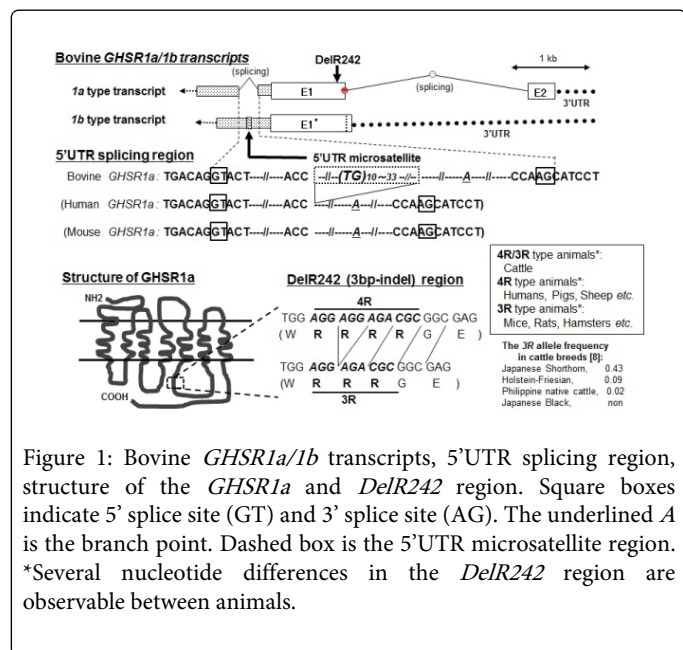 Bovine GHSR1a/1b transcripts
DelR242
1 kb
(splicing)
(splicing)
1a type transcript
E1
E2
3'UTR
1b type transcript
E1'
3'UTR
5'UTR splicing region
5'UTR microsatellite
Bovine GHSR1a: TGACAGGTACT----//----ACC --//--(TG)10~33 --//-- ----//----A----//----CCAAGCATCCT
(Human GHSR1a: TGACAGGTACT----//----ACC ----//----A----//----CCAAGCATCCT)
(Mouse GHSR1a: TGACAGGTACT----//----ACC ----//----A----//----CCAAGCATCCT)
Structure of GHSR1a
NH2
COOH
DelR242 (3bp-indel) region
4R
TGG AGG AGG AGA CGC GGC GAG
(W R R R R G E)
TGG AGG AGA CGC GGC GAG
(W R R R G E)
3R
4R/3R type animals*:
Cattle
4R type animals*:
Humans, Pigs, Sheep etc.
3R type animals*:
Mice, Rats, Hamsters etc.
The 3R allele frequency
in cattle breeds [8]:
Japanese Shorthorn, 0.43
Holstein-Friesian, 0.09
Philippine native cattle, 0.02
Japanese Black, non
Figure 1: Bovine GHSR1a/1b transcripts, 5'UTR splicing region,
structure of the GHSR1a and DelR242 region. Square boxes
indicate 5' splice site (GT) and 3' splice site (AG). The underlined A
is the branch point. Dashed box is the 5'UTR microsatellite region.
*Several nucleotide differences in the DelR242 region are
observable between animals.